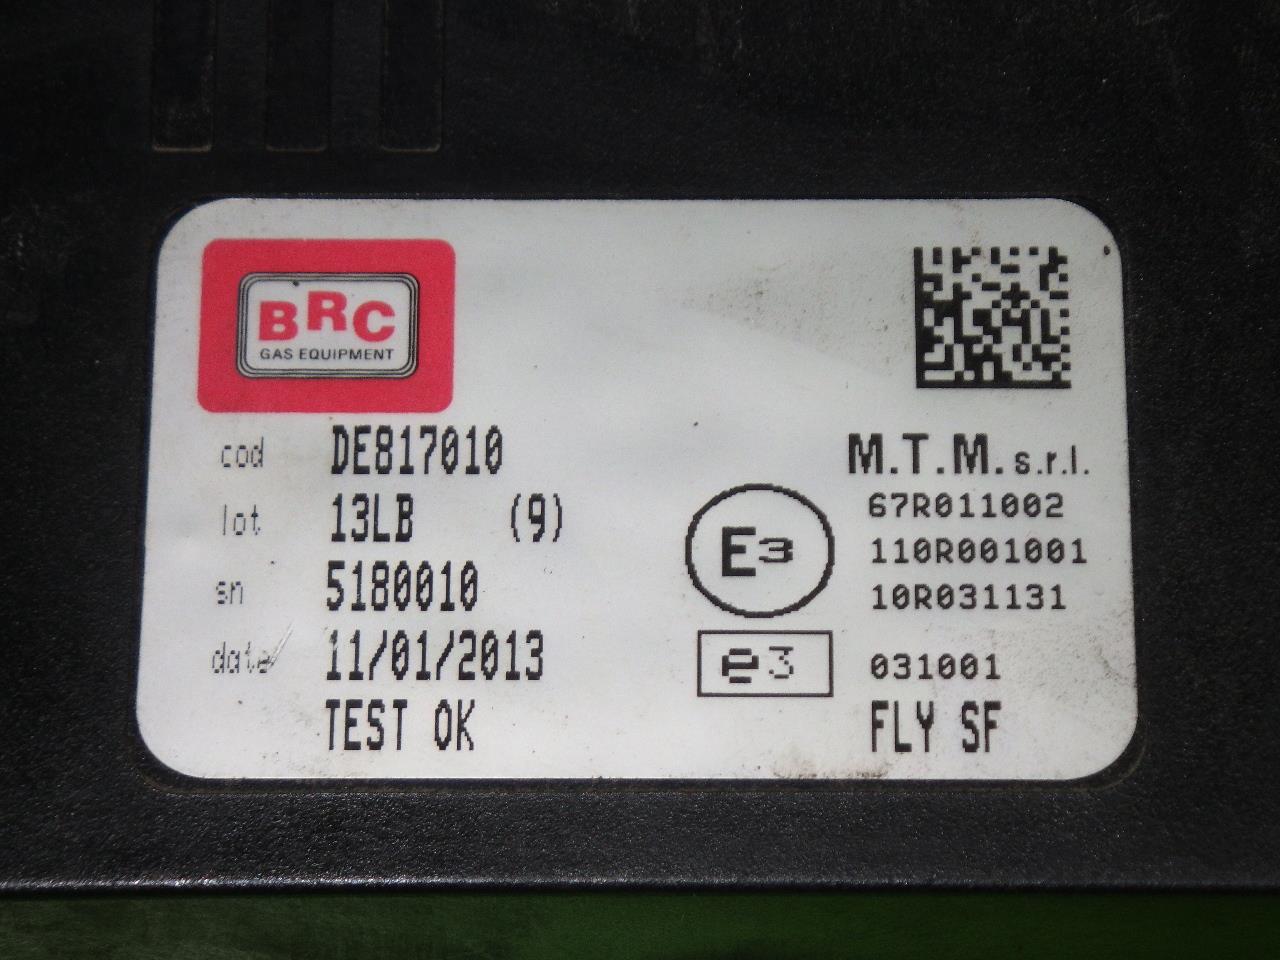 BRC
GAS EQUIPMENT
cod DE817010
lot 13LB (9)
sn 5180010
date 11/01/2013
TEST OK
M.T.M. s.r.l.
E3
67R011002
110R001001
10R031131
e3 031001
FLY SF